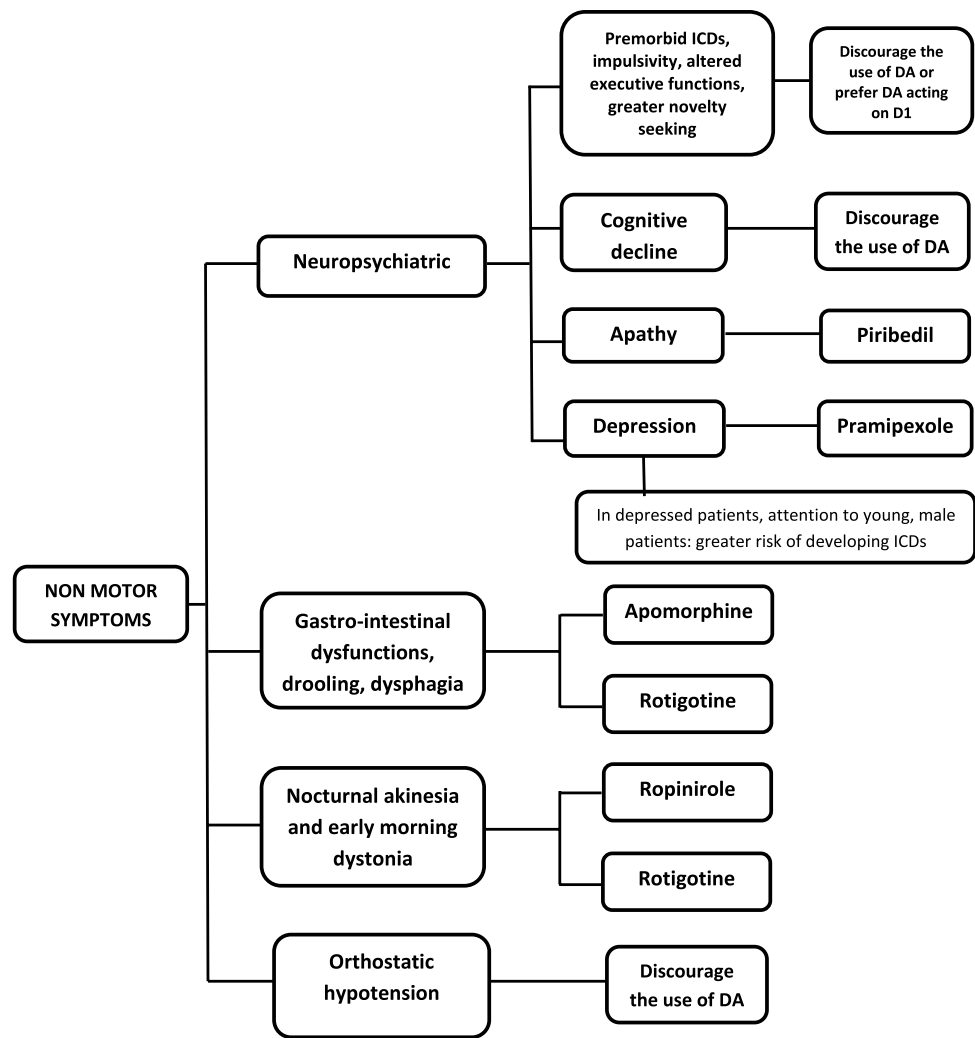 NON MOTOR
SYMPTOMS
Neuropsychiatric
Premorbid ICDs,
impulsivity, altered
executive functions,
greater novelty
seeking
Discourage the
use of DA or
prefer DA acting
on D1
Cognitive
decline
Discourage
the use of DA
Apathy
Piribedil
Depression
Pramipexole
In depressed patients, attention to young, male
patients: greater risk of developing ICDs
Gastro-intestinal
dysfunctions,
drooling, dysphagia
Apomorphine
Rotigotine
Nocturnal akinesia
and early morning
dystonia
Ropinirole
Rotigotine
Orthostatic
hypotension
Discourage
the use of DA